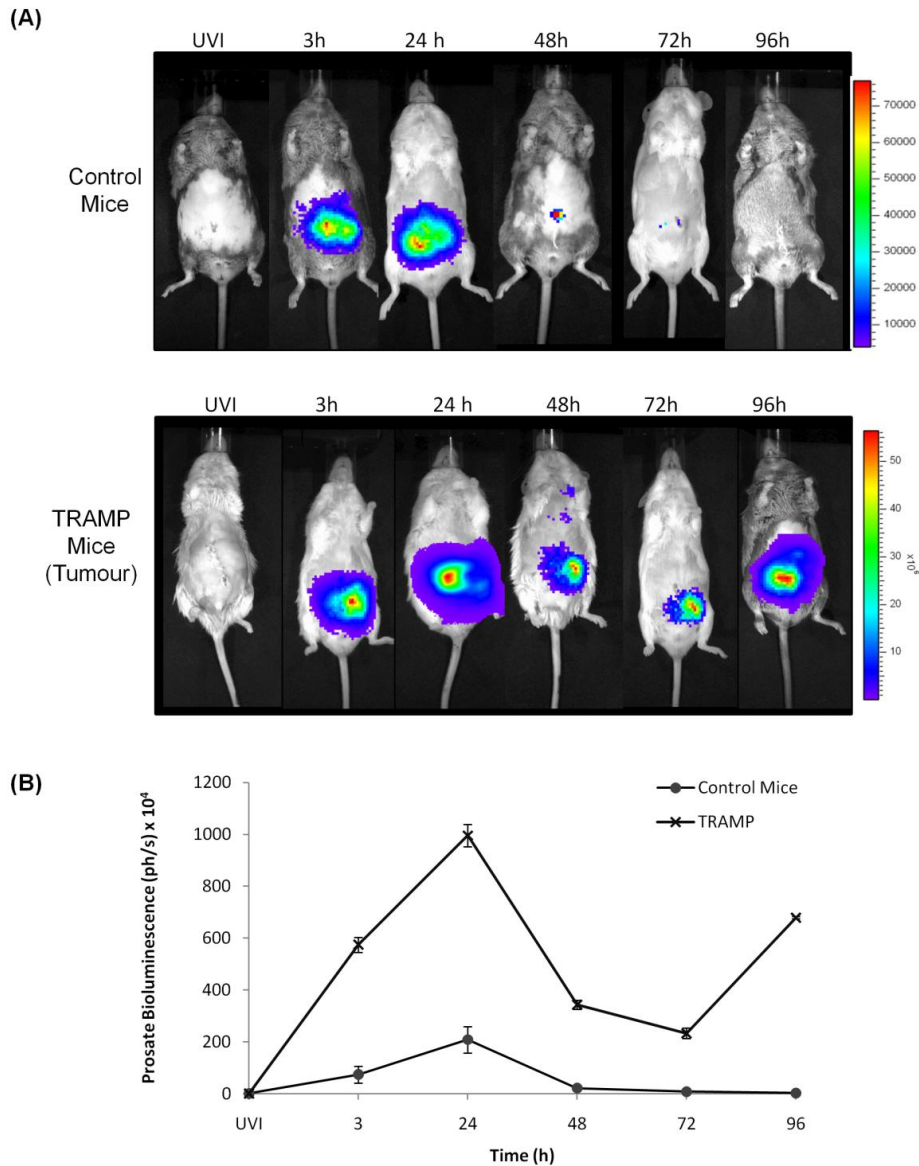 (A)
UVI 3h 24 h 48h 72h 96h
Control
Mice
70000
60000
50000
40000
30000
20000
10000
UVI 3h 24 h 48h 72h 96h
TRAMP
Mice
(Tumour)
50
40
30
20
10
x10⁵
(B)
Prosate Bioluminescence (ph/s) x 10⁴
1200
1000
800
600
400
200
0
Control Mice
TRAMP
UVI 3 24 48 72 96
Time (h)